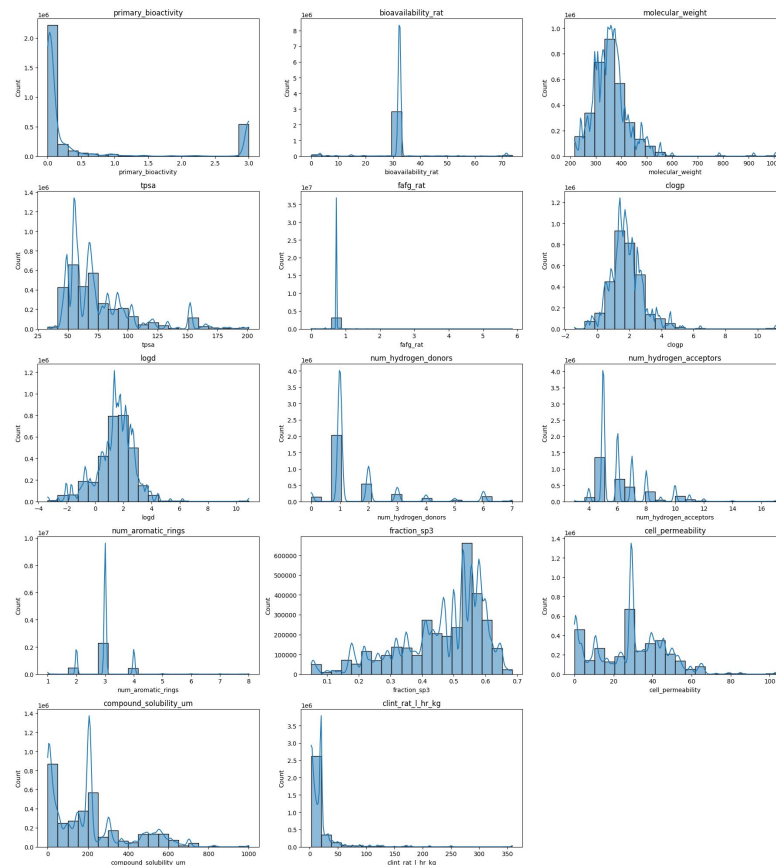 primary_bioactivity
1e6
Count
2.0
1.5
1.0
0.5
0.0
0.0 0.5 1.0 1.5 2.0 2.5 3.0
primary_bioactivity
bioavailability_rat
1e6
Count
8
7
6
5
4
3
2
1
0
0 10 20 30 40 50 60 70
bioavailability_rat
molecular_weight
1e6
Count
1.0
0.8
0.6
0.4
0.2
0.0
200 300 400 500 600 700 800 900 1000
molecular_weight
tpsa
1e6
Count
1.4
1.2
1.0
0.8
0.6
0.4
0.2
0.0
25 50 75 100 125 150 175 200
tpsa
fafg_rat
1e7
Count
3.5
3.0
2.5
2.0
1.5
1.0
0.5
0.0
0 1 2 3 4 5 6
fafg_rat
clogp
1e6
Count
1.2
1.0
0.8
0.6
0.4
0.2
0.0
−2 0 2 4 6 8 10
clogp
logd
1e6
Count
1.2
1.0
0.8
0.6
0.4
0.2
0.0
−4 −2 0 2 4 6 8 10
logd
num_hydrogen_donors
1e6
Count
4.0
3.5
3.0
2.5
2.0
1.5
1.0
0.5
0.0
0 1 2 3 4 5 6 7
num_hydrogen_donors
num_hydrogen_acceptors
1e6
Count
4
3
2
1
0
4 6 8 10 12 14 16
num_hydrogen_acceptors
num_aromatic_rings
1e7
Count
1.0
0.8
0.6
0.4
0.2
0.0
1 2 3 4 5 6 7 8
num_aromatic_rings
fraction_sp3
Count
600000
500000
400000
300000
200000
100000
0
0.1 0.2 0.3 0.4 0.5 0.6 0.7
fraction_sp3
cell_permeability
1e6
Count
1.4
1.2
1.0
0.8
0.6
0.4
0.2
0.0
0 20 40 60 80 100
cell_permeability
compound_solubility_um
1e6
Count
1.4
1.2
1.0
0.8
0.6
0.4
0.2
0.0
0 200 400 600 800 1000
compound_solubility_um
clint_rat_l_hr_kg
1e6
Count
3.5
3.0
2.5
2.0
1.5
1.0
0.5
0.0
0 50 100 150 200 250 300 350
clint_rat_l_hr_kg